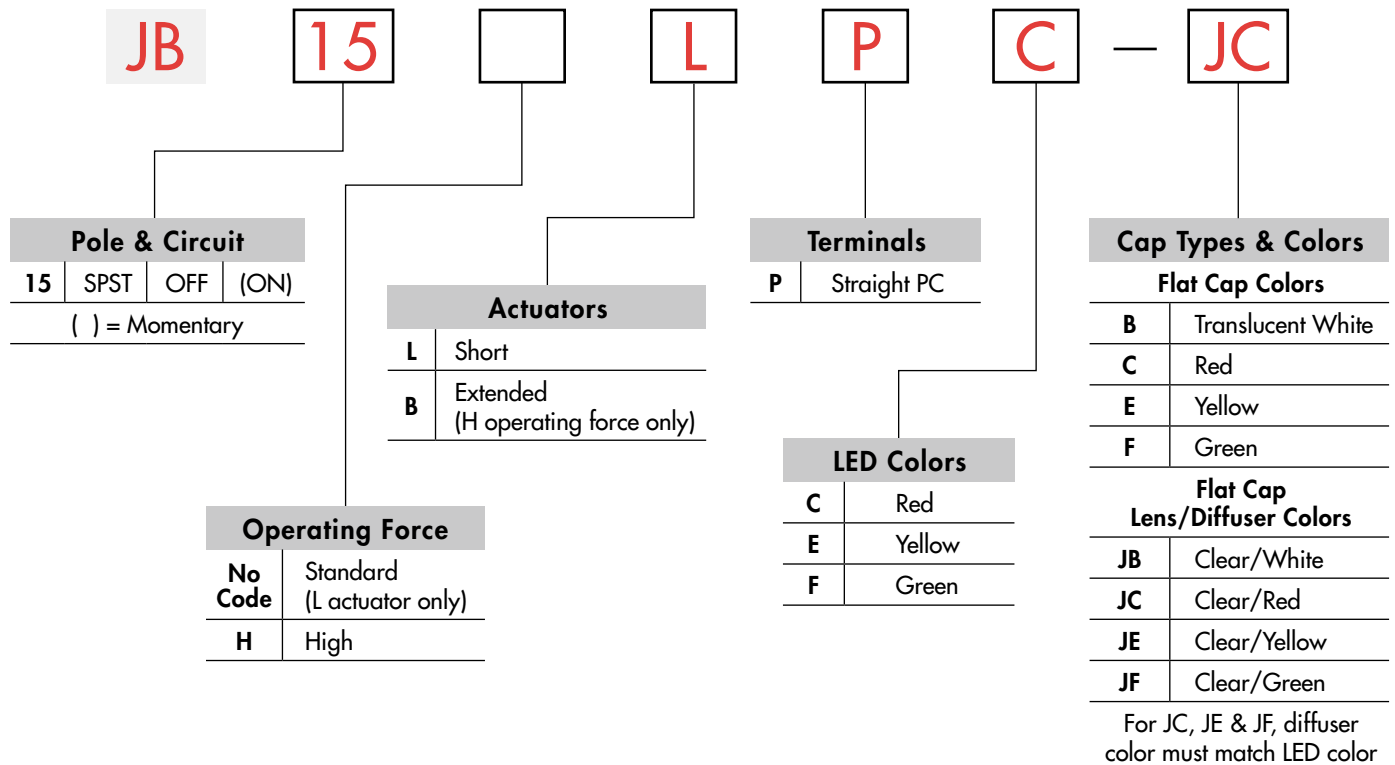 JB 15 L P C — JC
Pole & Circuit
15 SPST OFF (ON)
( ) = Momentary
Operating Force
No Code Standard (L actuator only)
H High
Actuators
L Short
B Extended (H operating force only)
Terminals
P Straight PC
LED Colors
C Red
E Yellow
F Green
Cap Types & Colors
Flat Cap Colors
B Translucent White
C Red
E Yellow
F Green
Flat Cap
Lens/Diffuser Colors
JB Clear/White
JC Clear/Red
JE Clear/Yellow
JF Clear/Green
For JC, JE & JF, diffuser
color must match LED color